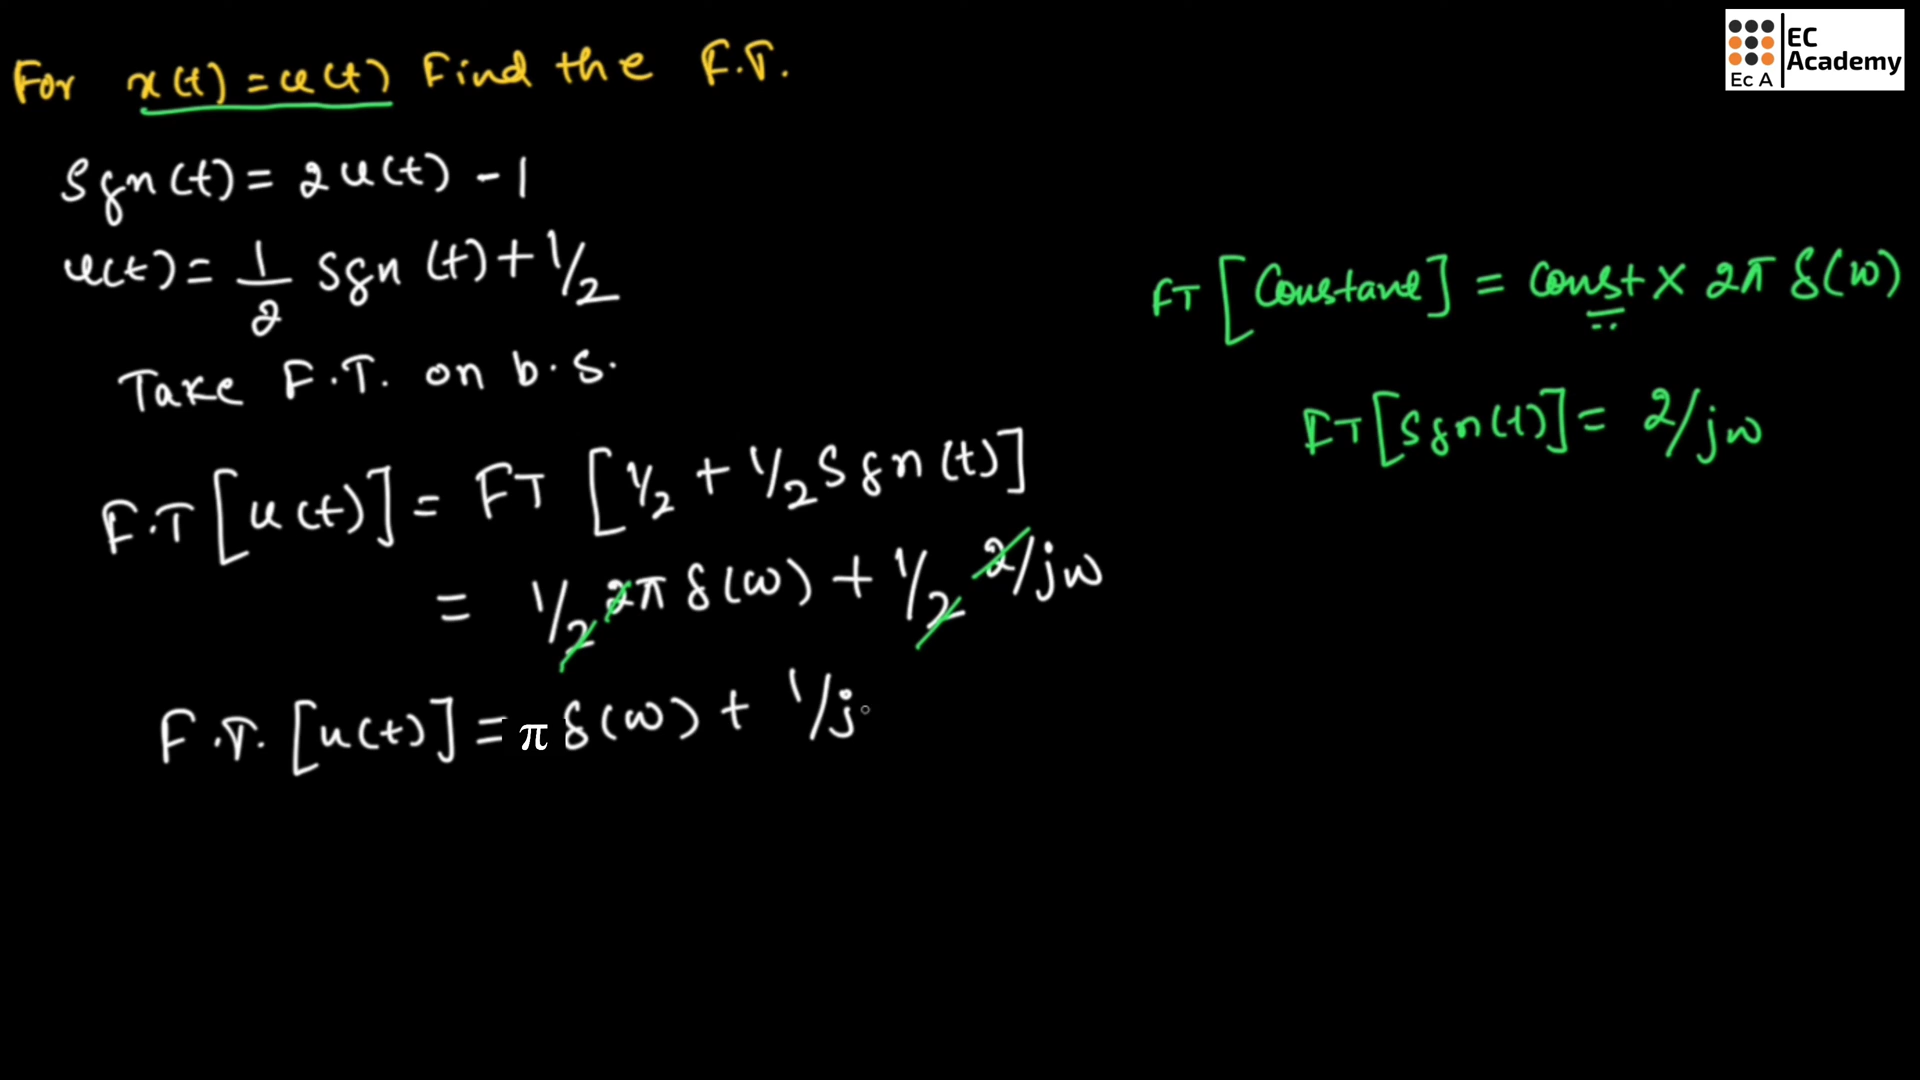 For x(t) = u(t) Find the F.T.
EC
Academy
Ec A
Sgn(t) = 2u(t) - 1
u(t) = 1/2 Sgn(t) + 1/2
Take F.T. on b.s.
F.T[u(t)] = FT [1/2 + 1/2 Sgn(t)]
= 1/2 2π δ(ω) + 1/2 2/jω
F.T.[u(t)] = π δ(ω) + 1/j
FT[Constant] = Const X 2π δ(ω)
FT[Sgn(t)] = 2/jω